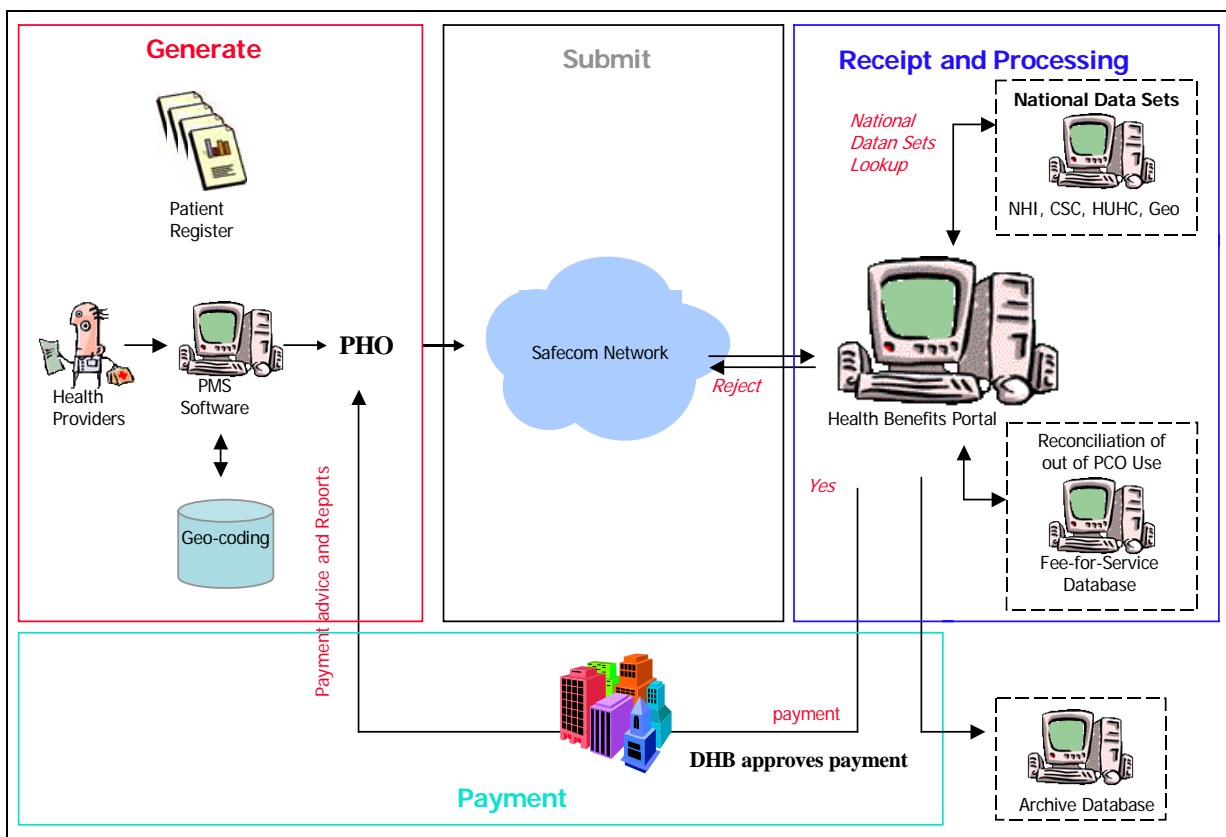 Generate
Patient
Register
Health
Providers
PMS
Software
PHO
Geo-coding
Payment advice and Reports
Submit
Safecom Network
Reject
Receipt and Processing
National
Datan Sets
Lookup
National Data Sets
NHI, CSC, HUHC, Geo
Health Benefits Portal
Reconciliation of
out of PCO Use
Fee-for-Service
Database
Yes
payment
DHB approves payment
Payment
Archive Database